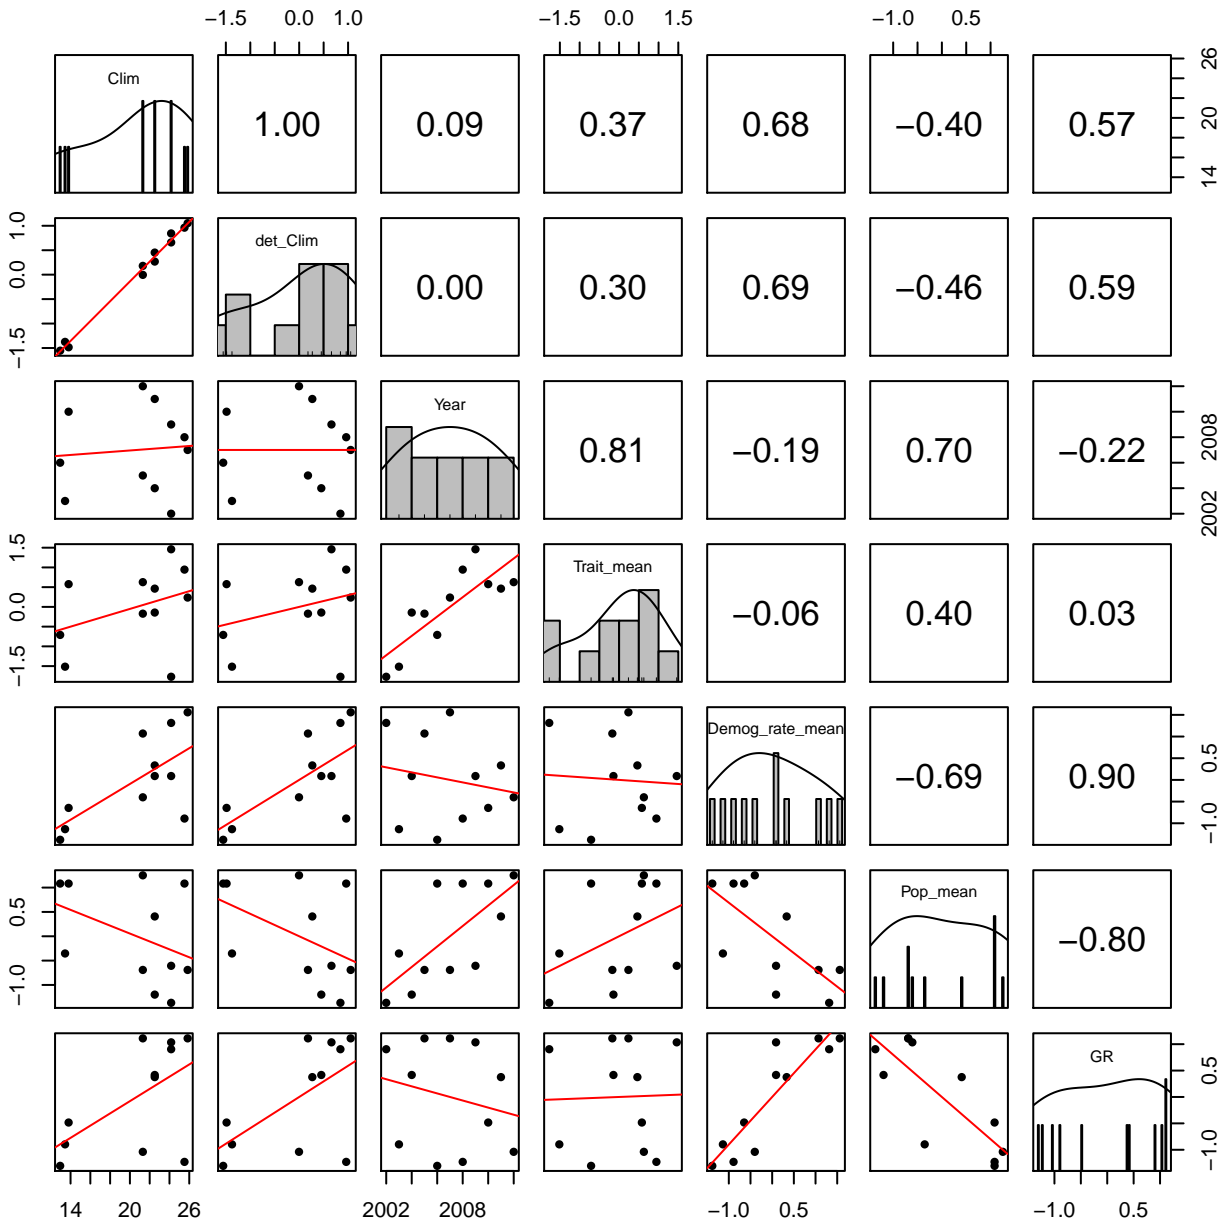 −1.5 0.0 1.0 −1.5 0.0 1.5 −1.0 0.5
Clim 1.00 0.09 0.37 0.68 −0.40 0.57 14 20 26
−1.5 0.0 1.0 det_Clim 0.00 0.30 0.69 −0.46 0.59
Year 0.81 −0.19 0.70 −0.22 2002 2008
−1.5 0.0 1.5 Trait_mean −0.06 0.40 0.03
Demog_rate_mean −0.69 0.90 −1.0 0.5
−1.0 0.5 Pop_mean −0.80
GR −1.0 0.5
14 20 26 2002 2008 −1.0 0.5 −1.0 0.5